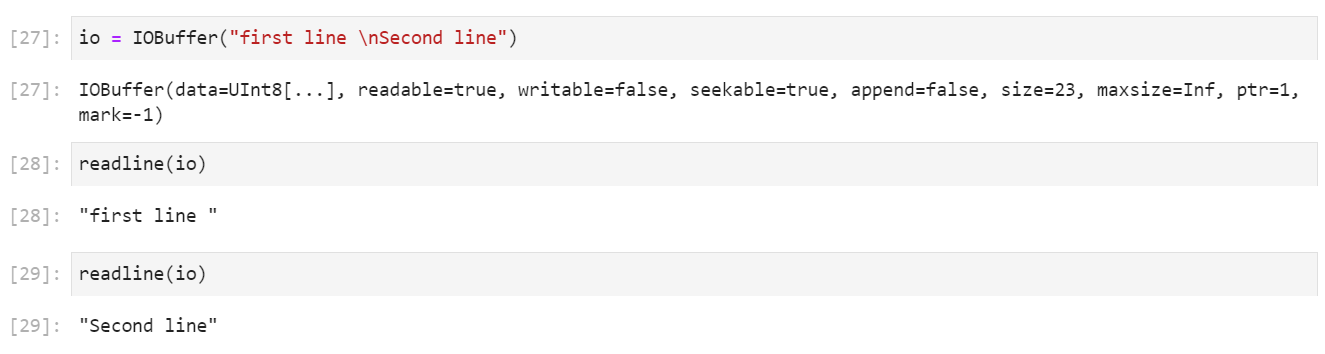 [27]: io = IOBuffer("first line \nSecond line")
[27]: IOBuffer(data=UInt8[...], readable=true, writable=false, seekable=true, append=false, size=23, maxsize=Inf, ptr=1,
mark=-1)
[28]: readline(io)
[28]: "first line "
[29]: readline(io)
[29]: "Second line"